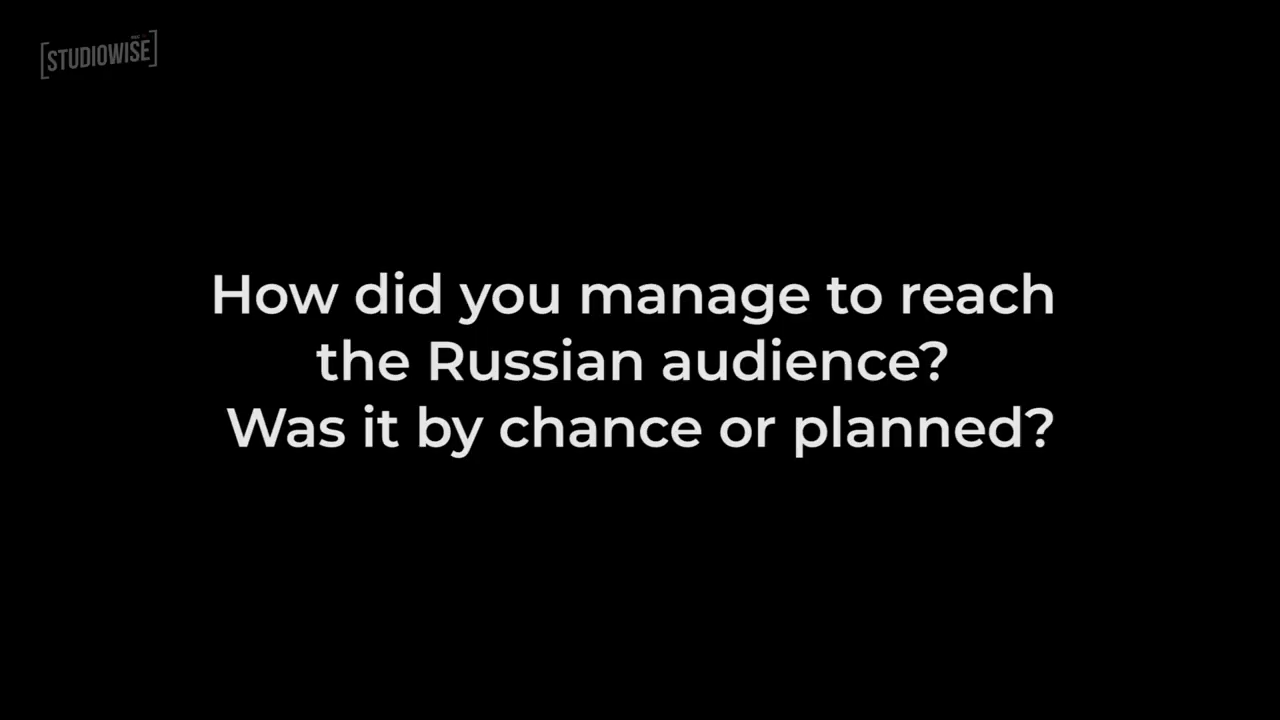 [STUDIOWISE]
How did you manage to reach
the Russian audience?
Was it by chance or planned?